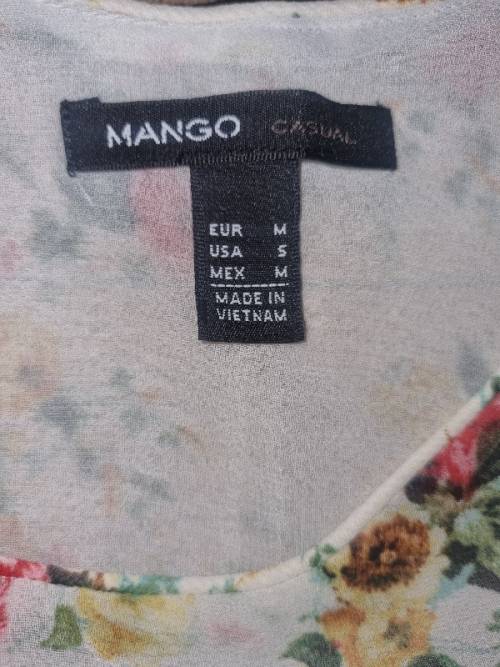 MANGO CASUAL
EUR M
USA S
MEX M
MADE IN
VIETNAM